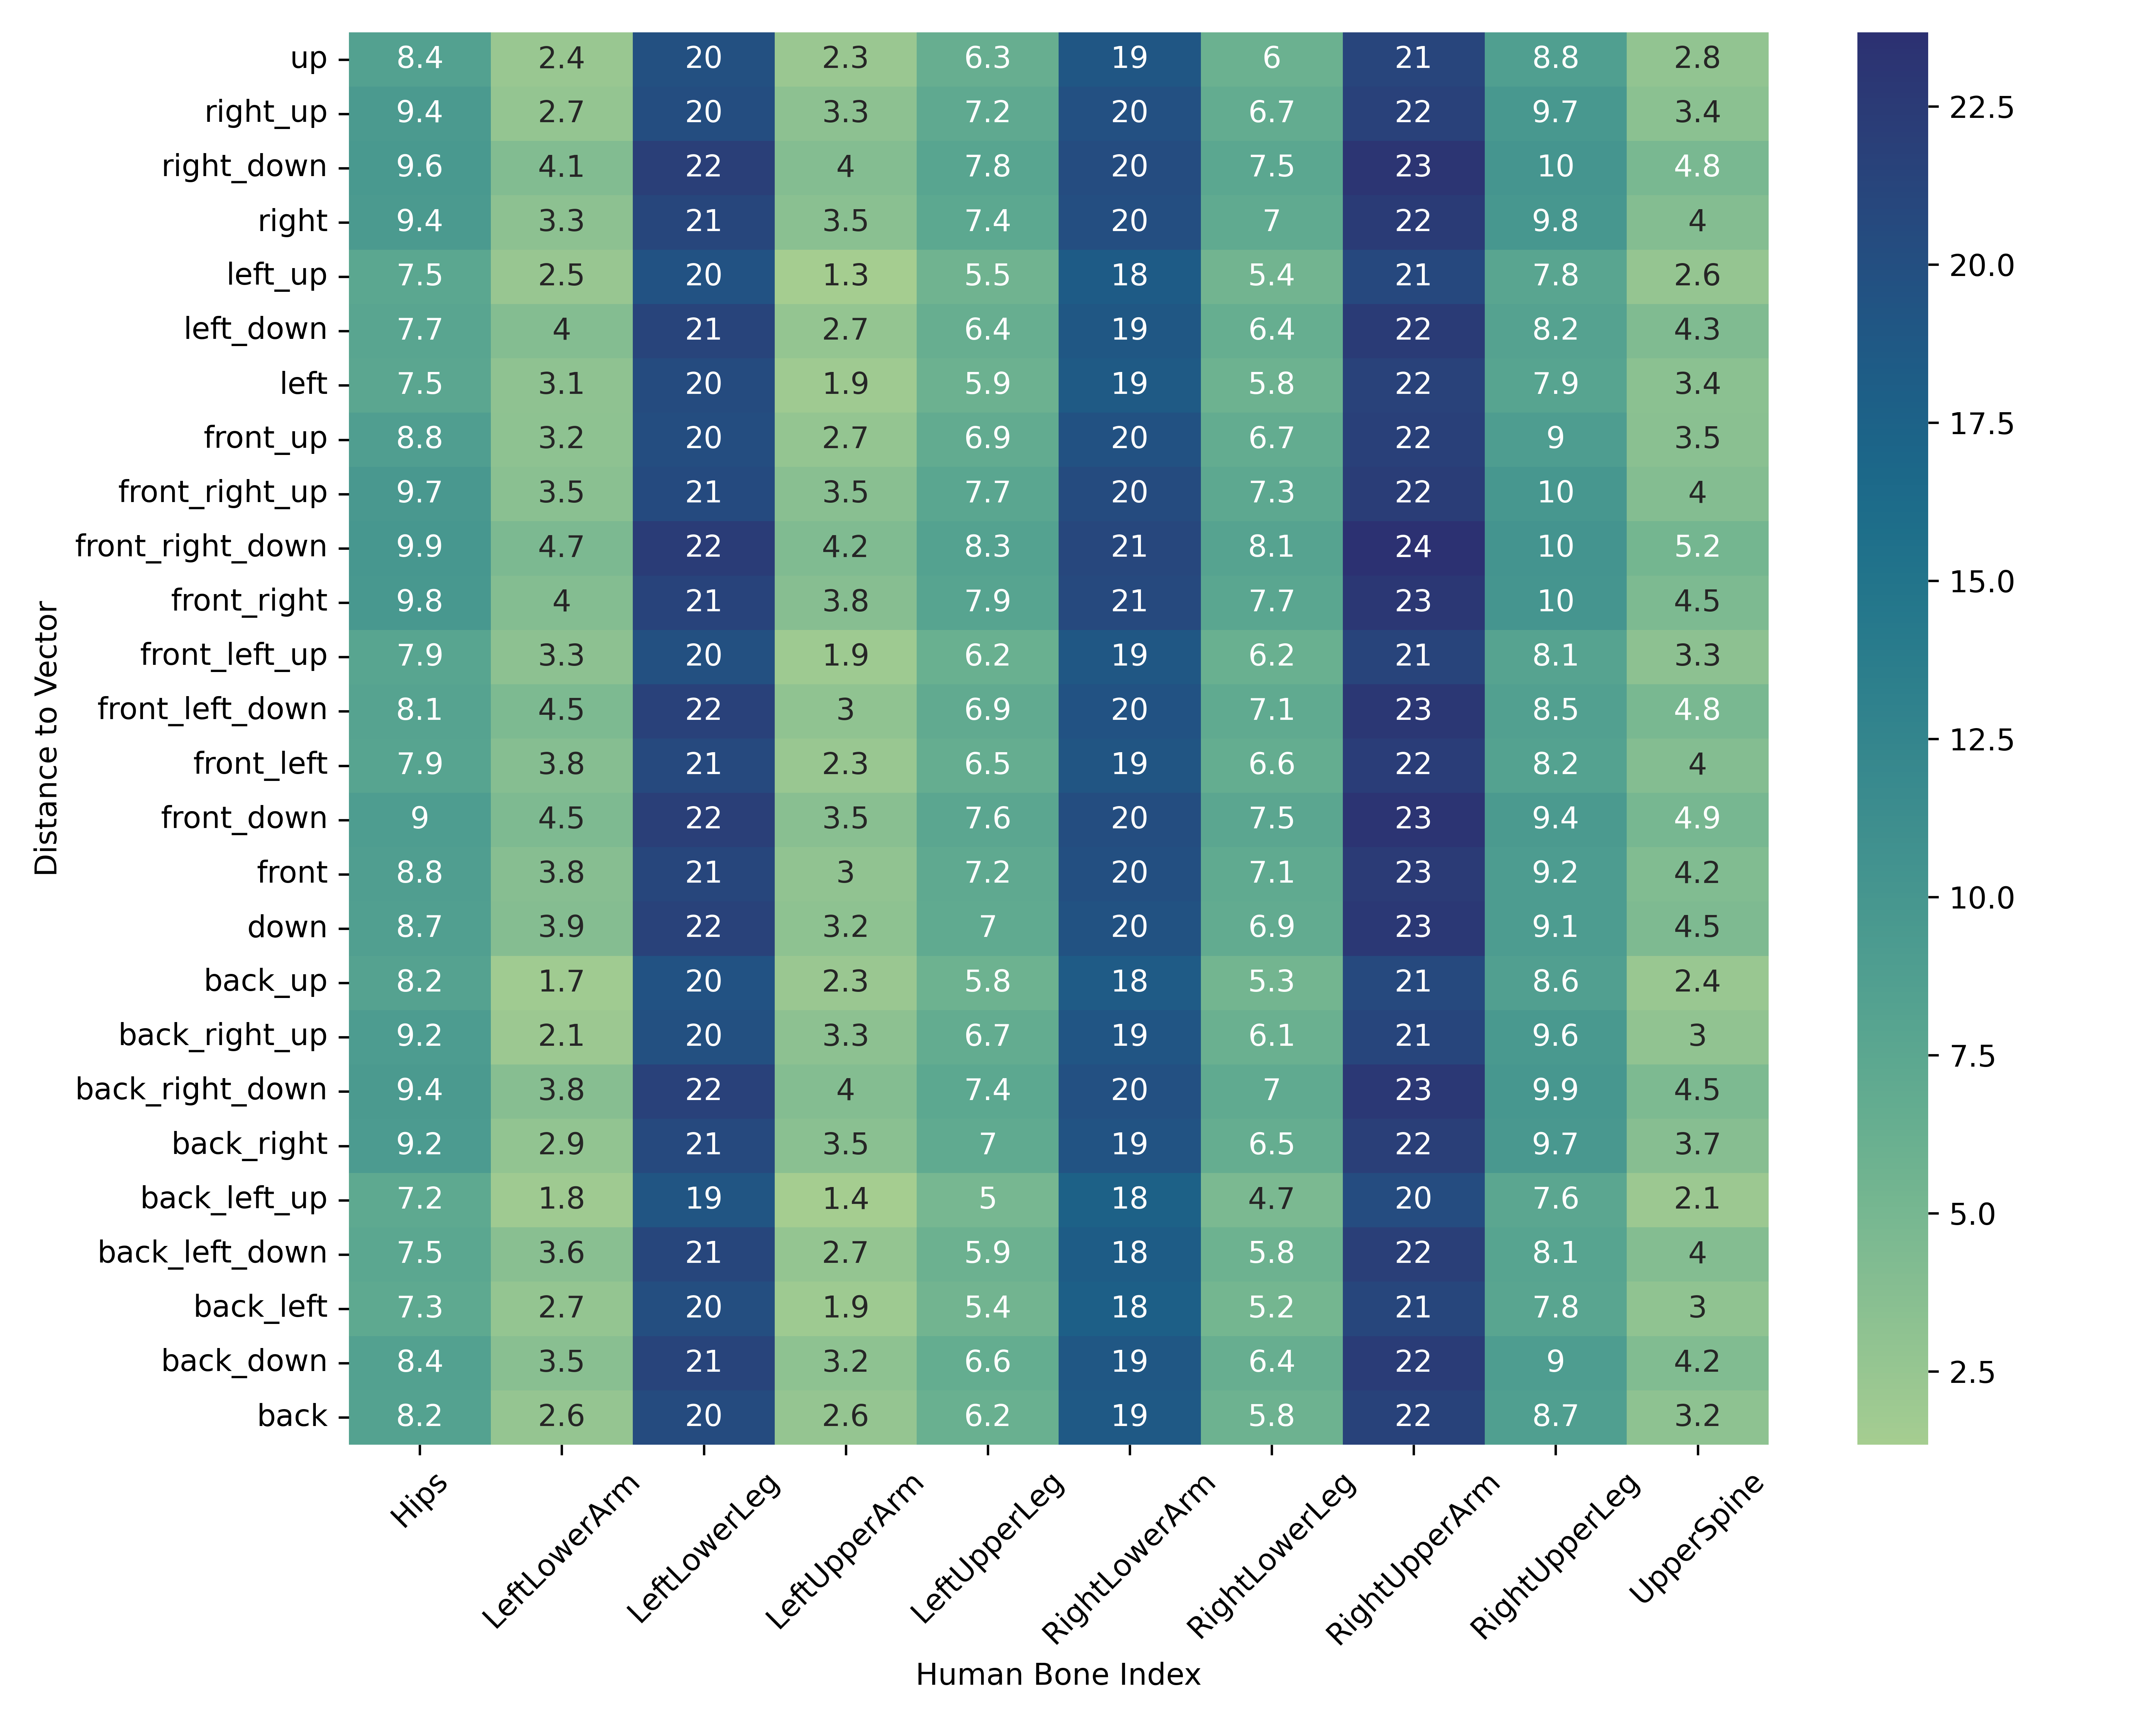 up 8.4 2.4 20 2.3 6.3 19 6 21 8.8 2.8
right_up 9.4 2.7 20 3.3 7.2 20 6.7 22 9.7 3.4
right_down 9.6 4.1 22 4 7.8 20 7.5 23 10 4.8
right 9.4 3.3 21 3.5 7.4 20 7 22 9.8 4
left_up 7.5 2.5 20 1.3 5.5 18 5.4 21 7.8 2.6
left_down 7.7 4 21 2.7 6.4 19 6.4 22 8.2 4.3
left 7.5 3.1 20 1.9 5.9 19 5.8 22 7.9 3.4
front_up 8.8 3.2 20 2.7 6.9 20 6.7 22 9 3.5
front_right_up 9.7 3.5 21 3.5 7.7 20 7.3 22 10 4
front_right_down 9.9 4.7 22 4.2 8.3 21 8.1 24 10 5.2
front_right 9.8 4 21 3.8 7.9 21 7.7 23 10 4.5
front_left_up 7.9 3.3 20 1.9 6.2 19 6.2 21 8.1 3.3
front_left_down 8.1 4.5 22 3 6.9 20 7.1 23 8.5 4.8
front_left 7.9 3.8 21 2.3 6.5 19 6.6 22 8.2 4
front_down 9 4.5 22 3.5 7.6 20 7.5 23 9.4 4.9
front 8.8 3.8 21 3 7.2 20 7.1 23 9.2 4.2
down 8.7 3.9 22 3.2 7 20 6.9 23 9.1 4.5
back_up 8.2 1.7 20 2.3 5.8 18 5.3 21 8.6 2.4
back_right_up 9.2 2.1 20 3.3 6.7 19 6.1 21 9.6 3
back_right_down 9.4 3.8 22 4 7.4 20 7 23 9.9 4.5
back_right 9.2 2.9 21 3.5 7 19 6.5 22 9.7 3.7
back_left_up 7.2 1.8 19 1.4 5 18 4.7 20 7.6 2.1
back_left_down 7.5 3.6 21 2.7 5.9 18 5.8 22 8.1 4
back_left 7.3 2.7 20 1.9 5.4 18 5.2 21 7.8 3
back_down 8.4 3.5 21 3.2 6.6 19 6.4 22 9 4.2
back 8.2 2.6 20 2.6 6.2 19 5.8 22 8.7 3.2
Distance to Vector
Hips LeftLowerArm LeftLowerLeg LeftUpperArm LeftUpperLeg RightLowerArm RightLowerLeg RightUpperArm RightUpperLeg UpperSpine
Human Bone Index
22.5
20.0
17.5
15.0
12.5
10.0
7.5
5.0
2.5